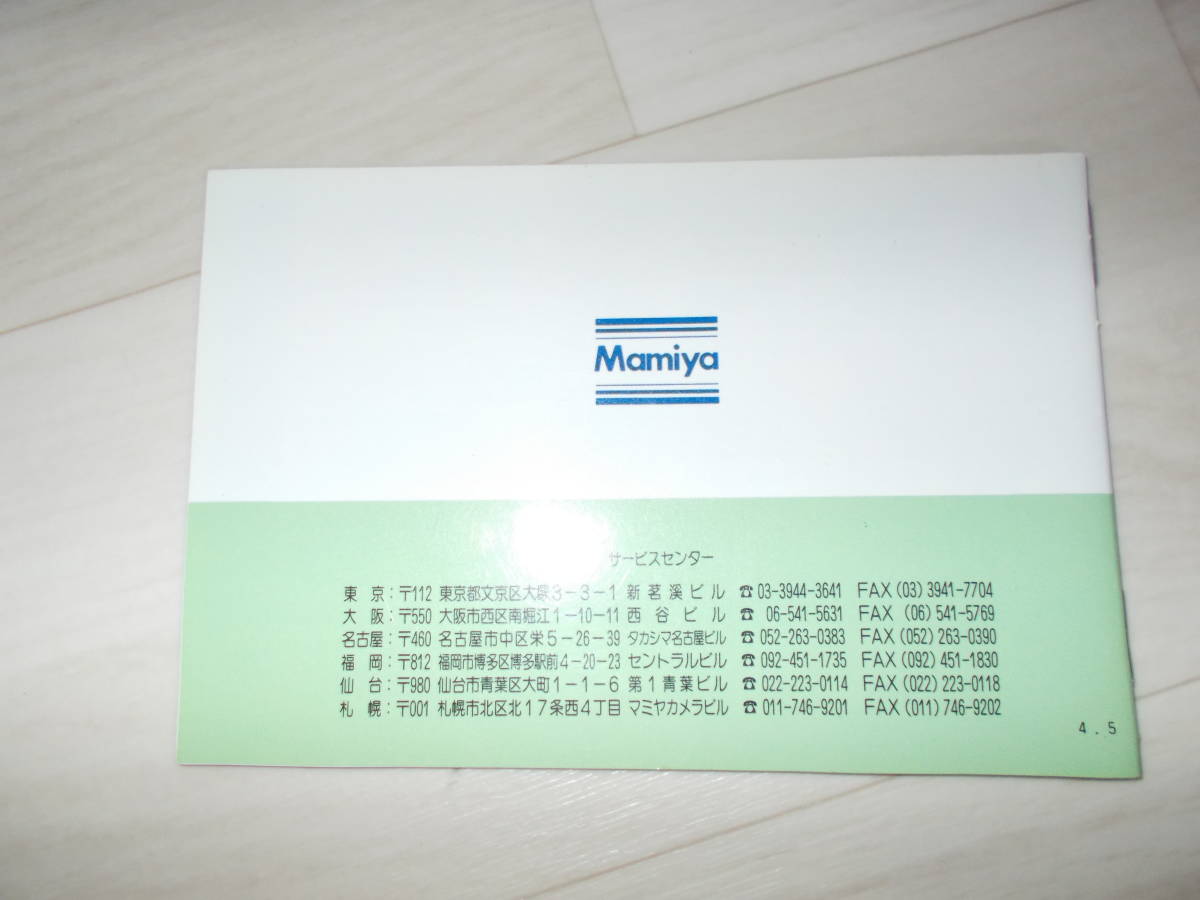 Mamiya
サービスセンター
東 京：〒112 東京都文京区大塚3-3-1 新茗溪ビル ☎03-3944-3641 FAX (03) 3941-7704
大 阪：〒550 大阪市西区南堀江1-10-11 西谷ビル ☎ 06-541-5631 FAX (06) 541-5769
名古屋：〒460 名古屋市中区栄5-26-39 タカシマ名古屋ビル ☎052-263-0383 FAX (052) 263-0390
福 岡：〒812 福岡市博多区博多駅前4-20-23 セントラルビル ☎092-451-1735 FAX (092) 451-1830
仙 台：〒980 仙台市青葉区大町1-1-6 第1青葉ビル ☎022-223-0114 FAX (022) 223-0118
札 幌：〒001 札幌市北区北17条西4丁目 マミヤカメラビル ☎011-746-9201 FAX (011) 746-9202
4.5